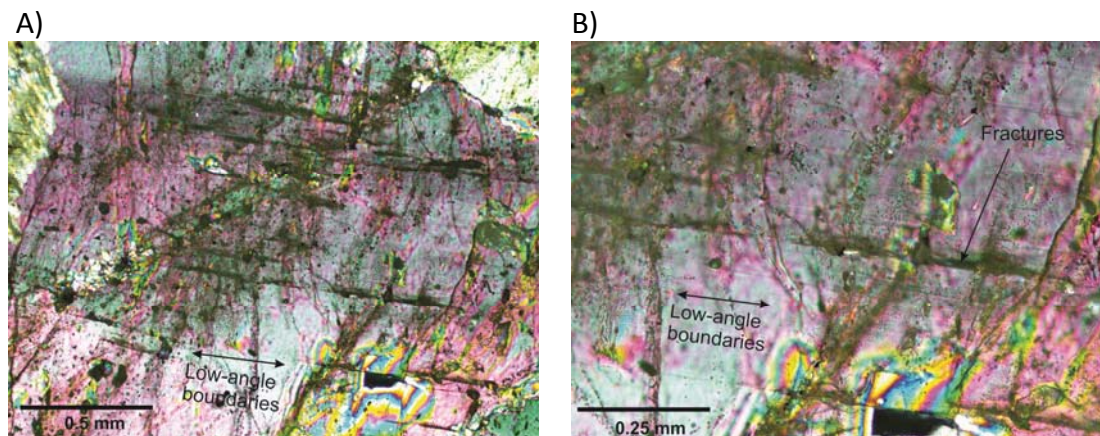 A)
B)
Fractures
Low-angle
boundaries
Low-angle
boundaries
0.5 mm
0.25 mm